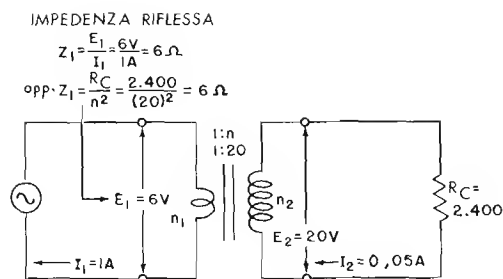 IMPEDENZA RIFLESSA
Z₁ = E₁/I₁ = 6V/1A = 6 Ω
opp. Z₁ = RC/n² = 2.400/(20)² = 6 Ω
1:n
1:20
E₁ = 6V
n₁
n₂
RC =
2.400
E₂ = 20V
I₁ = 1A
I₂ = 0,05A